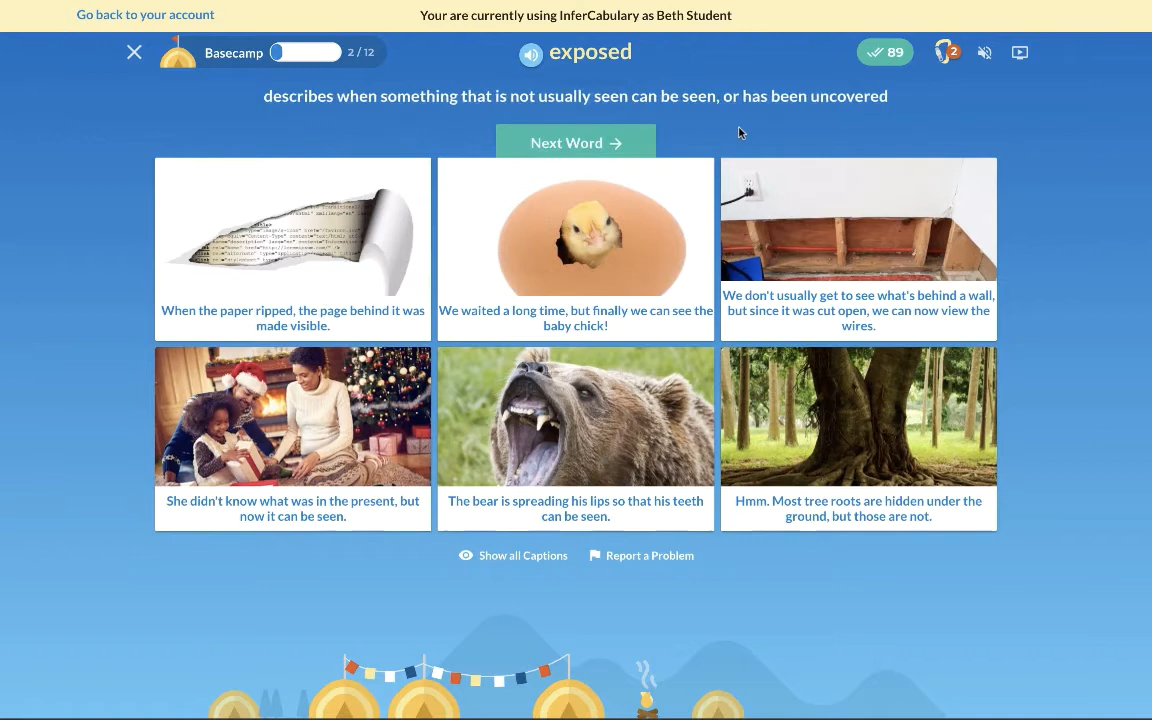 Go back to your account
Your are currently using InferCabulary as Beth Student
Basecamp 2 / 12
exposed
89
2
describes when something that is not usually seen can be seen, or has been uncovered
Next Word
When the paper ripped, the page behind it was
made visible.
We waited a long time, but finally we can see the
baby chick!
We don't usually get to see what's behind a wall,
but since it was cut open, we can now view the
wires.
She didn't know what was in the present, but
now it can be seen.
The bear is spreading his lips so that his teeth
can be seen.
Hmm. Most tree roots are hidden under the
ground, but those are not.
Show all Captions
Report a Problem